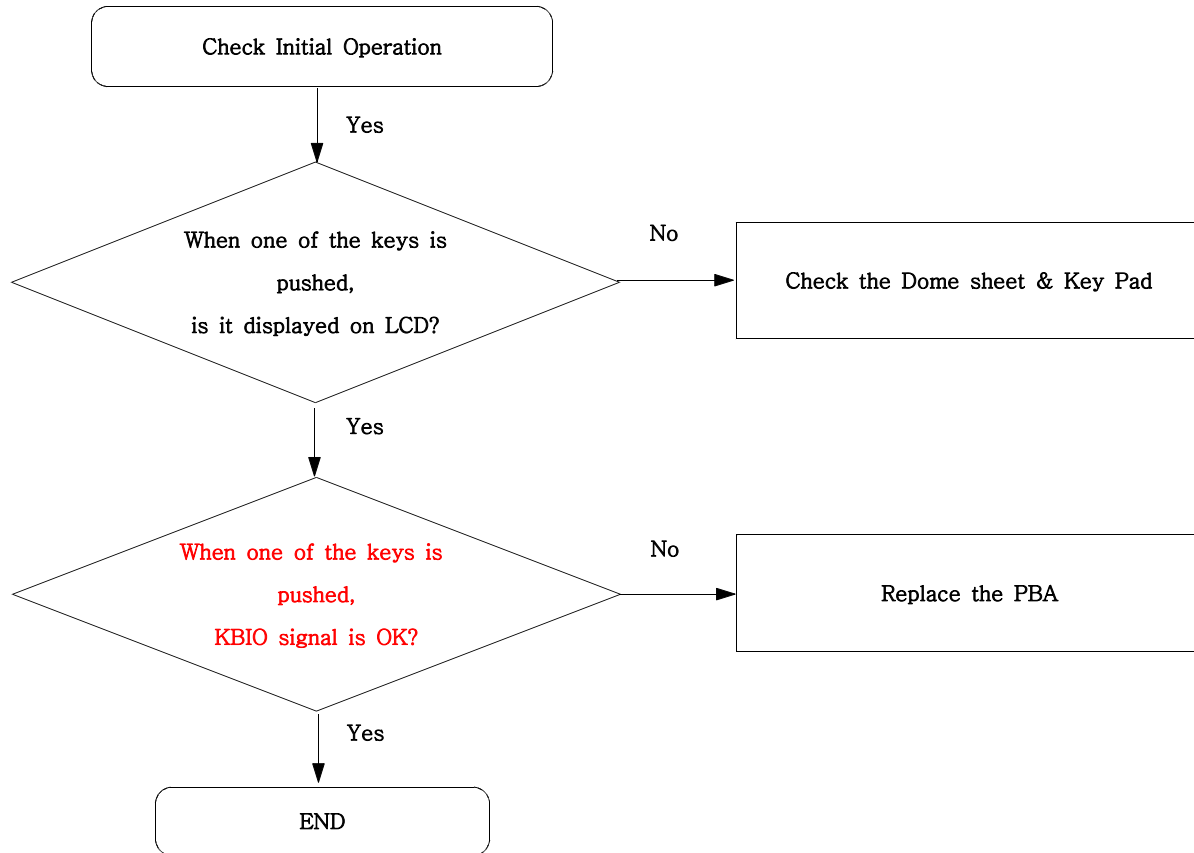 Check Initial Operation
Yes
When one of the keys is
pushed,
is it displayed on LCD?
No
Check the Dome sheet & Key Pad
Yes
When one of the keys is
pushed,
KBIO signal is OK?
No
Replace the PBA
Yes
END